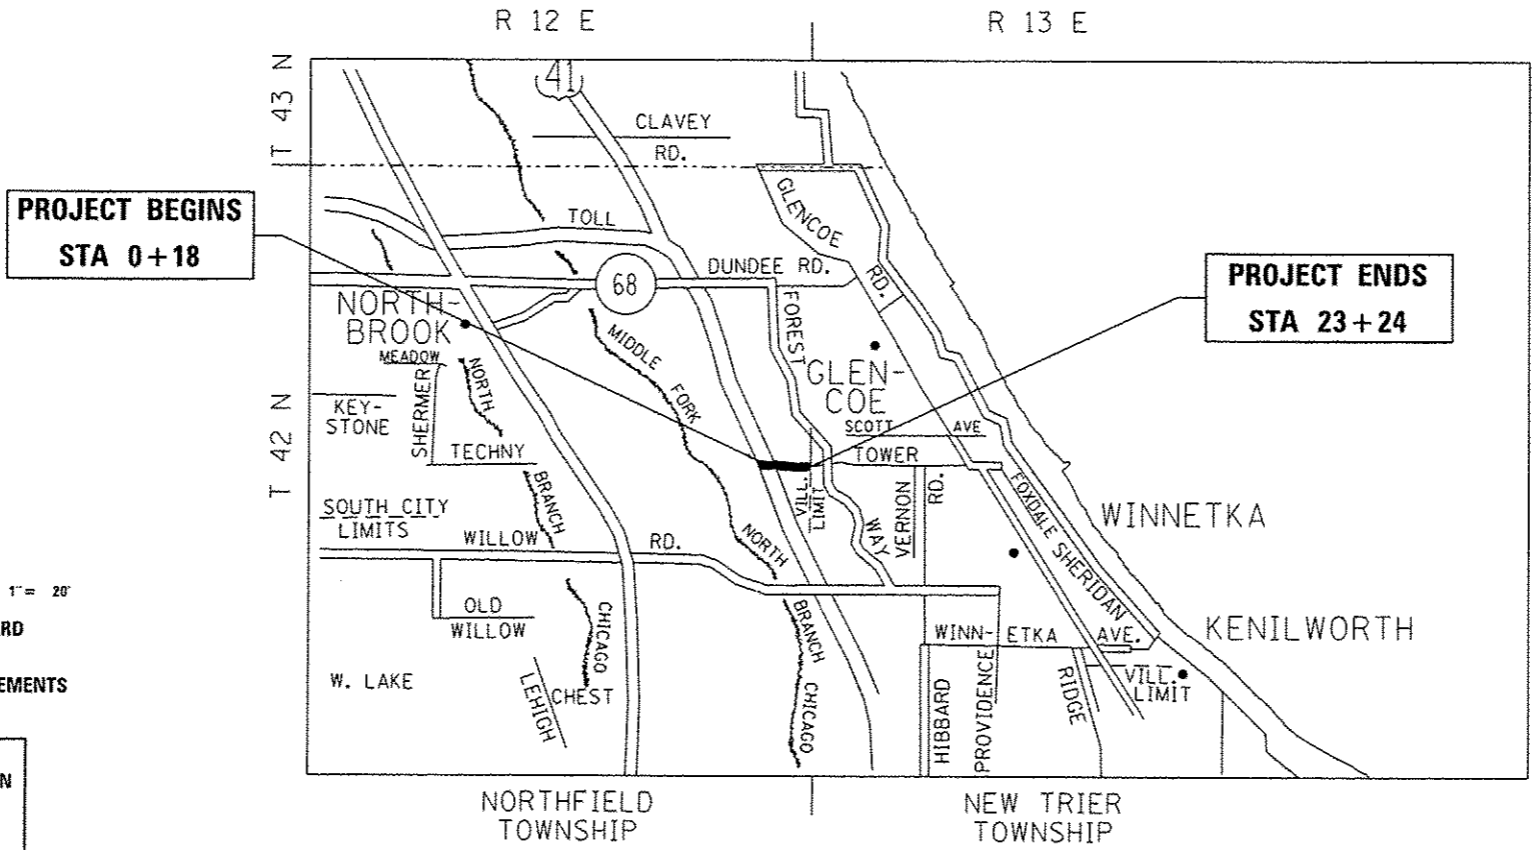 R 12 E
R 13 E
T 43 N
41
CLAVEY
RD.
PROJECT BEGINS
STA 0+18
TOLL
GLENCOE
RD.
DUNDEE RD.
68
PROJECT ENDS
STA 23+24
NORTH-
BROOK
FOREST
WAY
MIDDLE
FORK
NORTH
BRANCH
CHICAGO
GLEN-
COE
MEADOW
SHERMER
NORTH
BRANCH
CHICAGO
KEY-
STONE
SCOTT AVE
T 42 N
TECHNY
TOWER
VILL.
LIMIT
VERNON
RD.
FOXDALE
SHERIDAN
WINNETKA
SOUTH CITY
LIMITS
WILLOW RD.
1"= 20'
RD
OLD
WILLOW
WINN- ETKA AVE.
KENILWORTH
EMENTS
W. LAKE
LEHIGH
CHEST
HIBBARD
PROVIDENCE
RIDGE
VILL.
LIMIT
N
NORTHFIELD
TOWNSHIP
NEW TRIER
TOWNSHIP